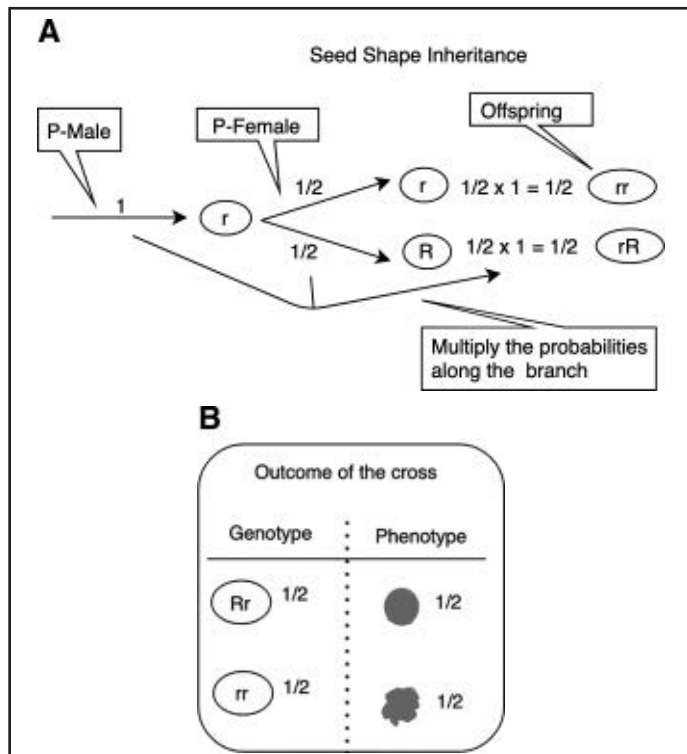 A
Seed Shape Inheritance
P-Male
P-Female
Offspring
1
r
1/2
r
1/2 x 1 = 1/2
rr
1/2
R
1/2 x 1 = 1/2
rR
Multiply the probabilities
along the branch
B
Outcome of the cross
Genotype
Phenotype
Rr
1/2
1/2
rr
1/2
1/2